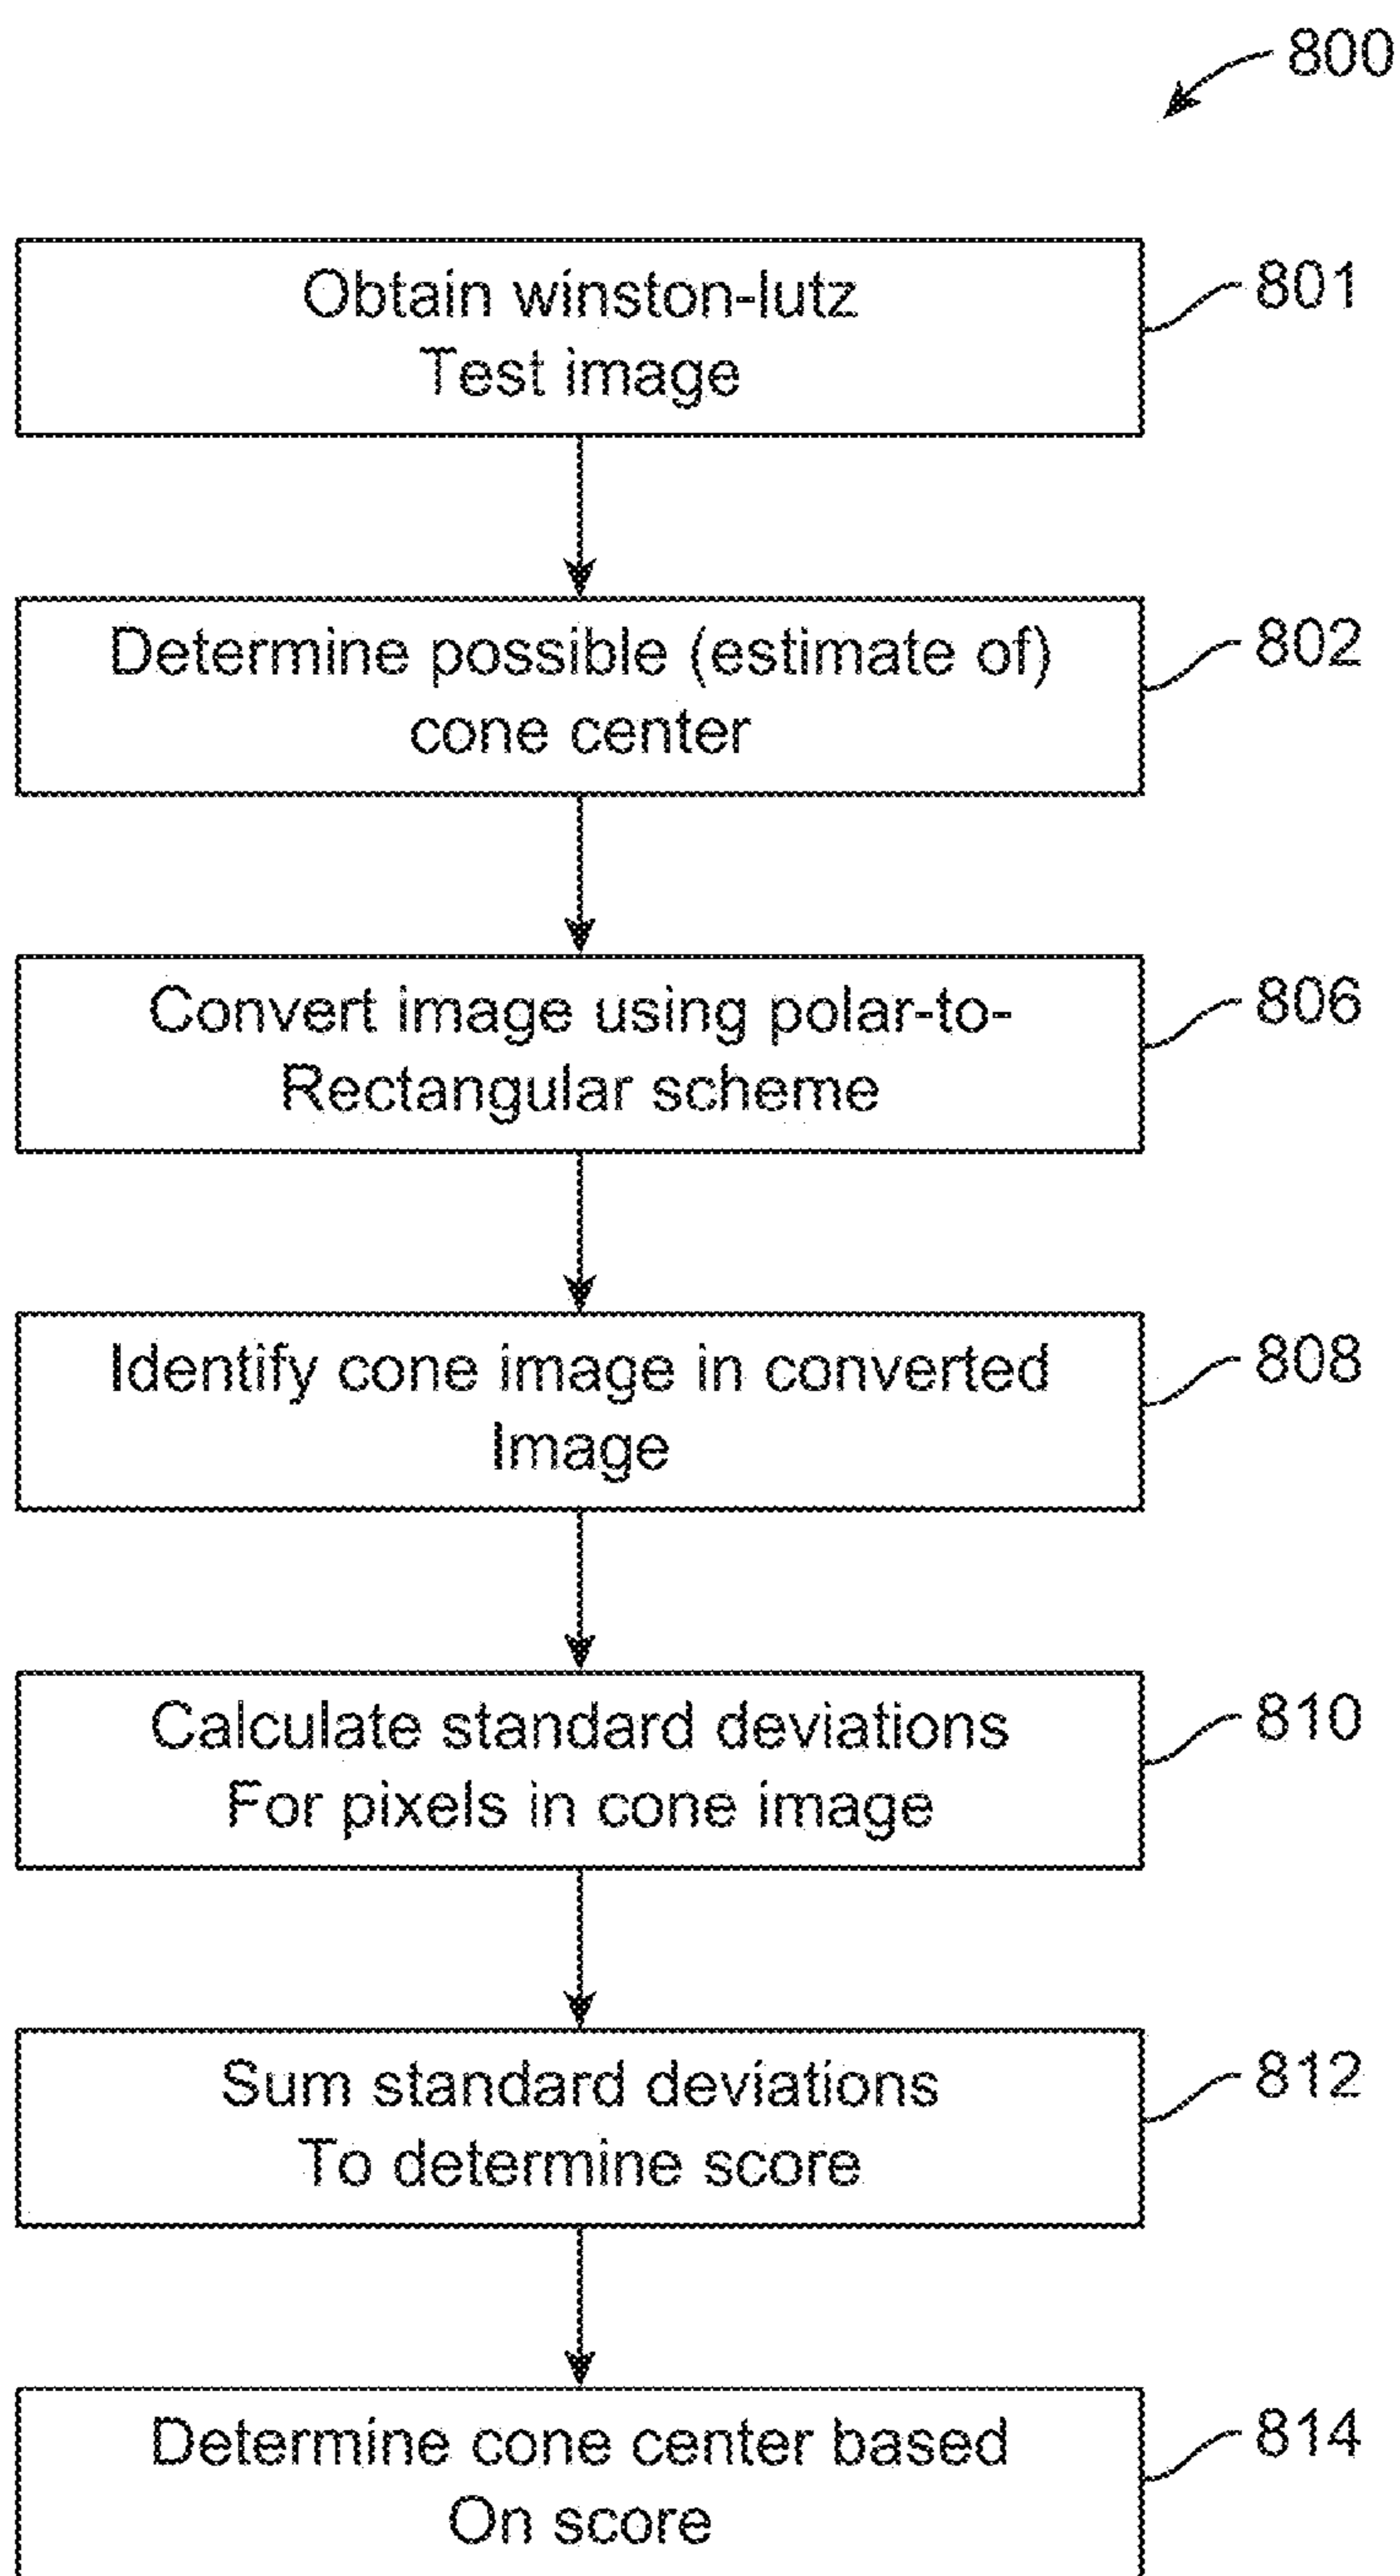 800
Obtain winston-lutz
Test image
801
Determine possible (estimate of)
cone center
802
Convert image using polar-to-
Rectangular scheme
806
Identify cone image in converted
Image
808
Calculate standard deviations
For pixels in cone image
810
Sum standard deviations
To determine score
812
Determine cone center based
On score
814